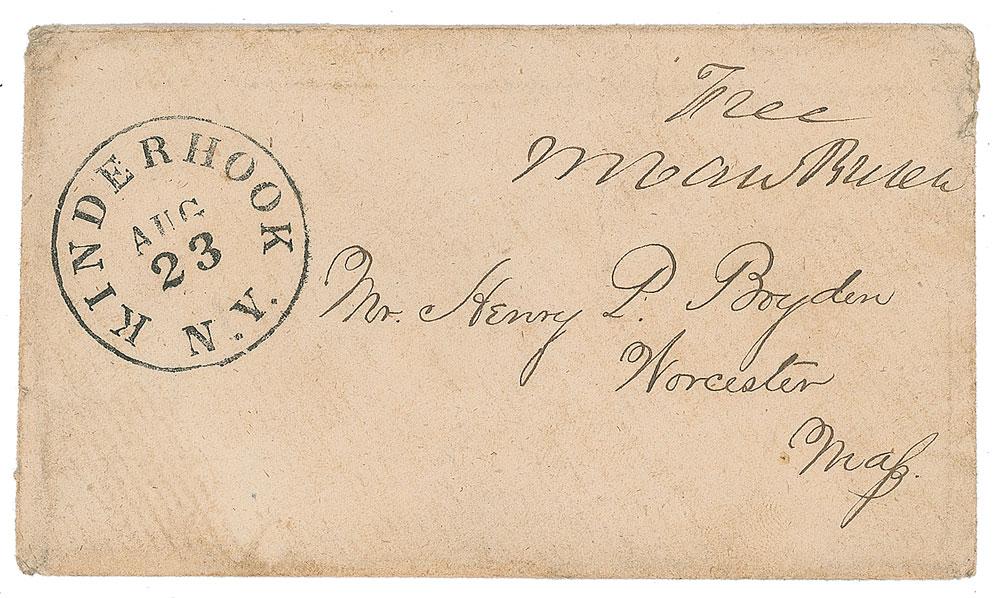 KINDERHOOK N.Y.
AUG
23
Free
M Van Buren
Mr. Henry P. Boyden
Worcester
Maſs.